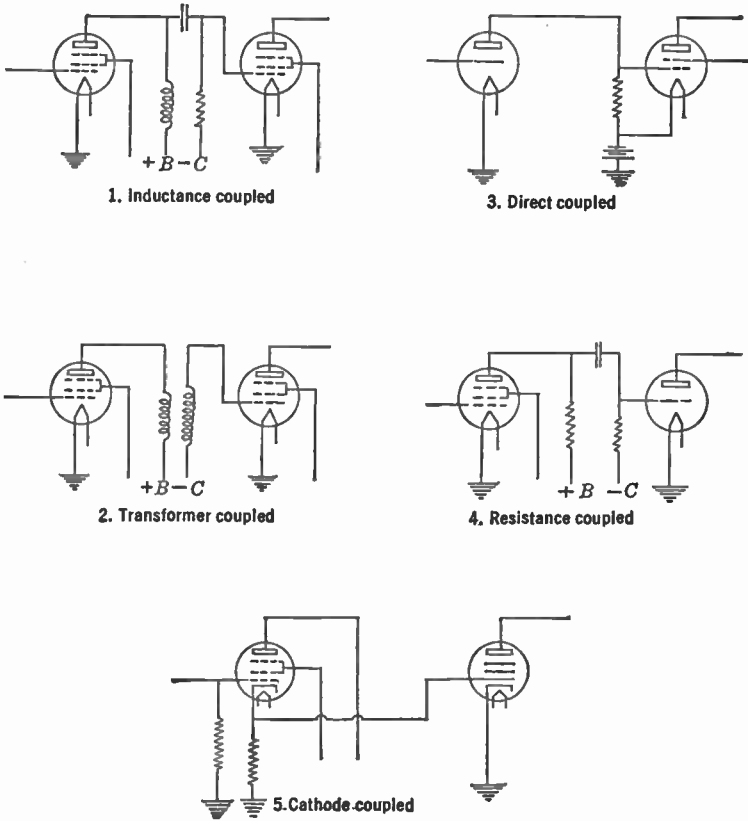 +B -C
1. Inductance coupled
3. Direct coupled
+B -C
2. Transformer coupled
+B -C
4. Resistance coupled
5. Cathode coupled